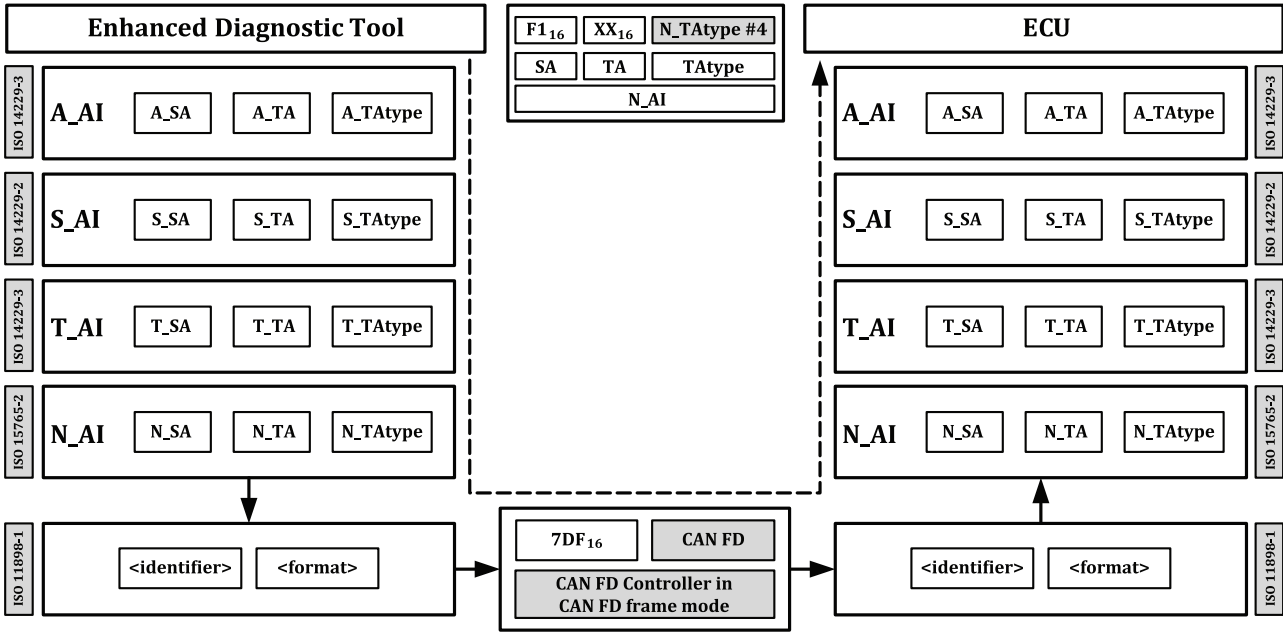 Enhanced Diagnostic Tool
F1₁₆ XX₁₆ N_TAtype #4
SA TA TAtype
N_AI
ECU
ISO 14229-3
A_AI A_SA A_TA A_TAtype
ISO 14229-2
S_AI S_SA S_TA S_TAtype
ISO 14229-3
T_AI T_SA T_TA T_TAtype
ISO 15765-2
N_AI N_SA N_TA N_TAtype
ISO 11898-1
<identifier> <format>
7DF₁₆ CAN FD
CAN FD Controller in
CAN FD frame mode
A_AI A_SA A_TA A_TAtype
ISO 14229-3
S_AI S_SA S_TA S_TAtype
ISO 14229-2
T_AI T_SA T_TA T_TAtype
ISO 14229-3
N_AI N_SA N_TA N_TAtype
ISO 15765-2
<identifier> <format>
ISO 11898-1